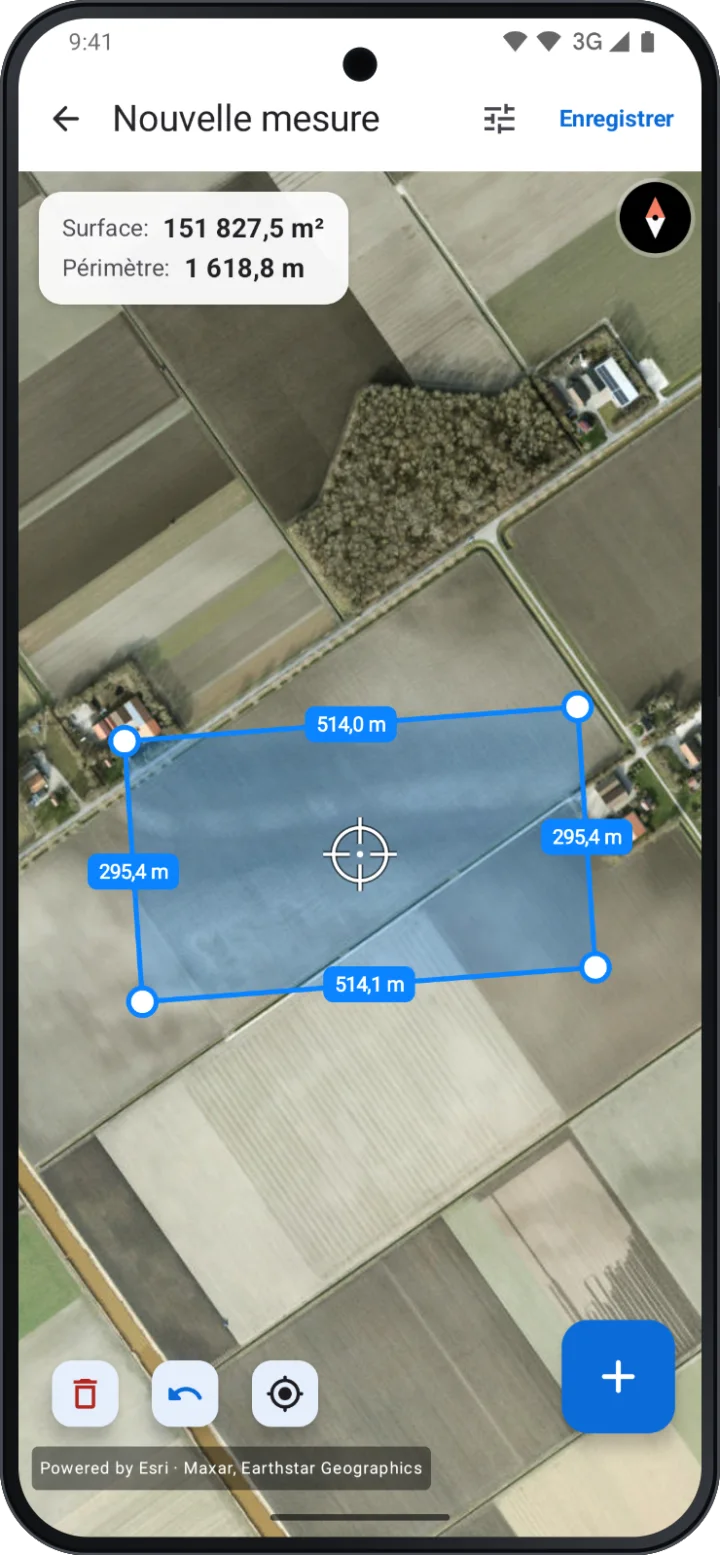 9:41
3G
Nouvelle mesure
Enregistrer
Surface: 151 827,5 m²
Périmètre: 1 618,8 m
514,0 m
295,4 m
295,4 m
514,1 m
Powered by Esri · Maxar, Earthstar Geographics